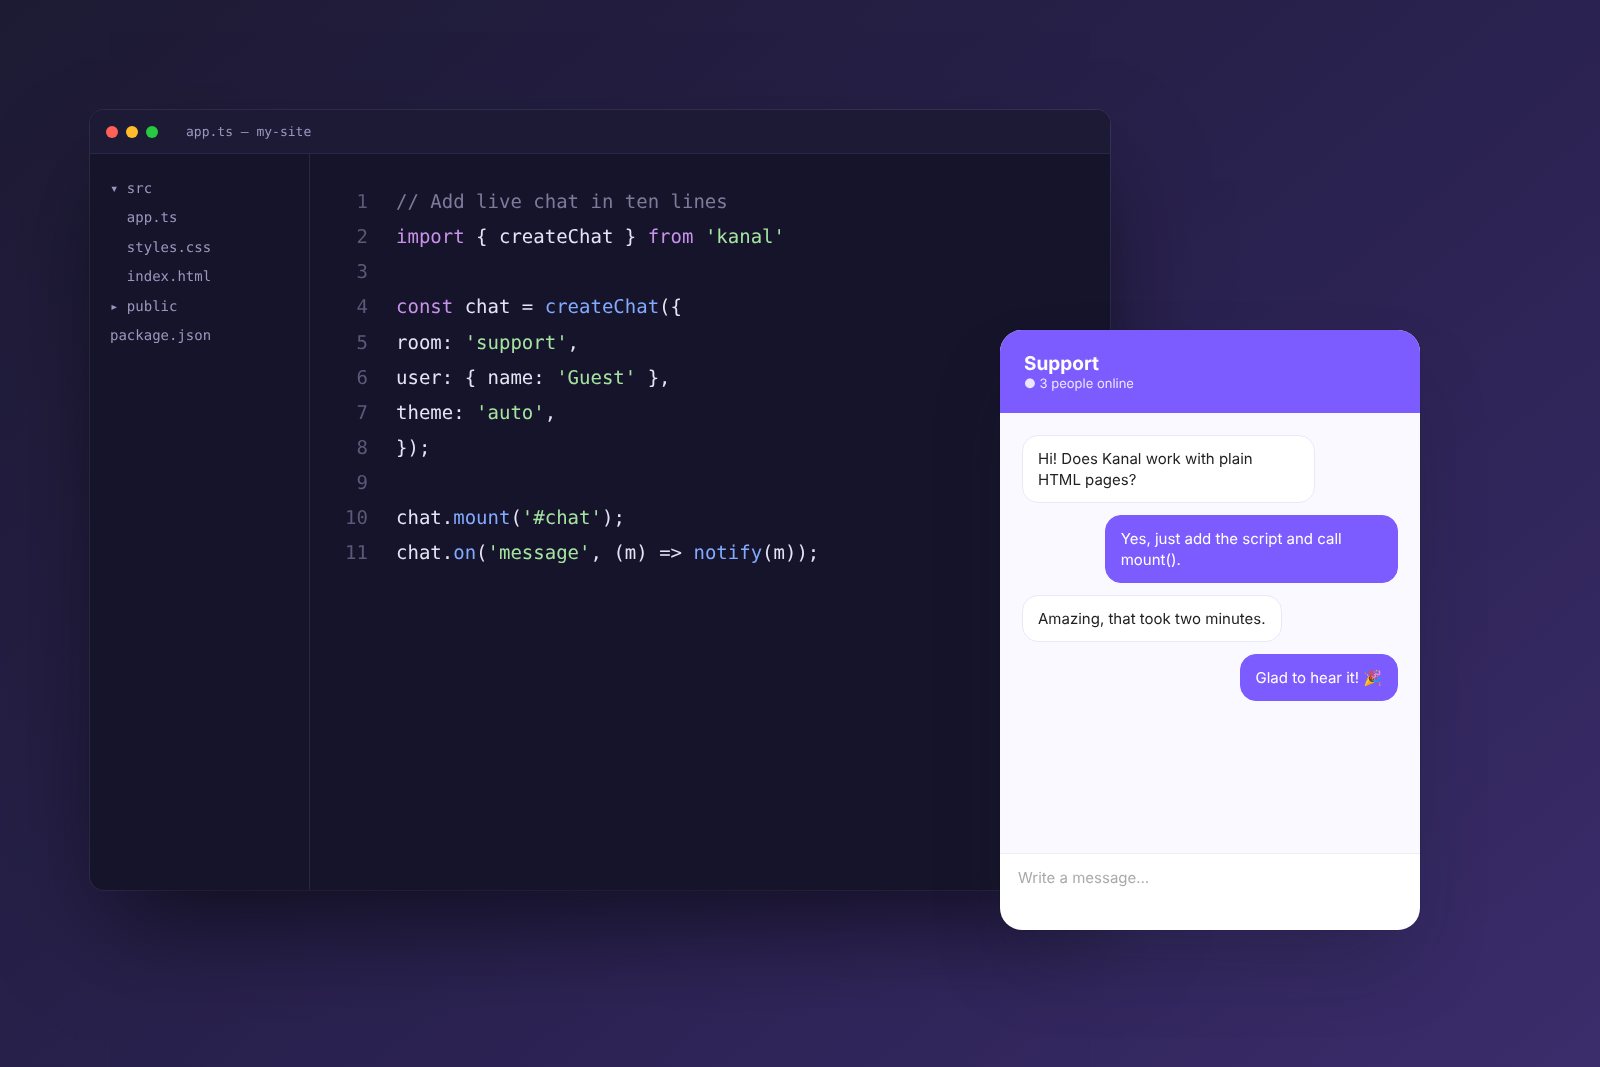 app.ts — my-site
▾ src
app.ts
styles.css
index.html
▸ public
package.json
1 // Add live chat in ten lines
2 import { createChat } from 'kanal'
3
4 const chat = createChat({
5 room: 'support',
6 user: { name: 'Guest' },
7 theme: 'auto',
8 });
9
10 chat.mount('#chat');
11 chat.on('message', (m) => notify(m));
Support
3 people online
Hi! Does Kanal work with plain
HTML pages?
Yes, just add the script and call
mount().
Amazing, that took two minutes.
Glad to hear it! 🎉
Write a message...